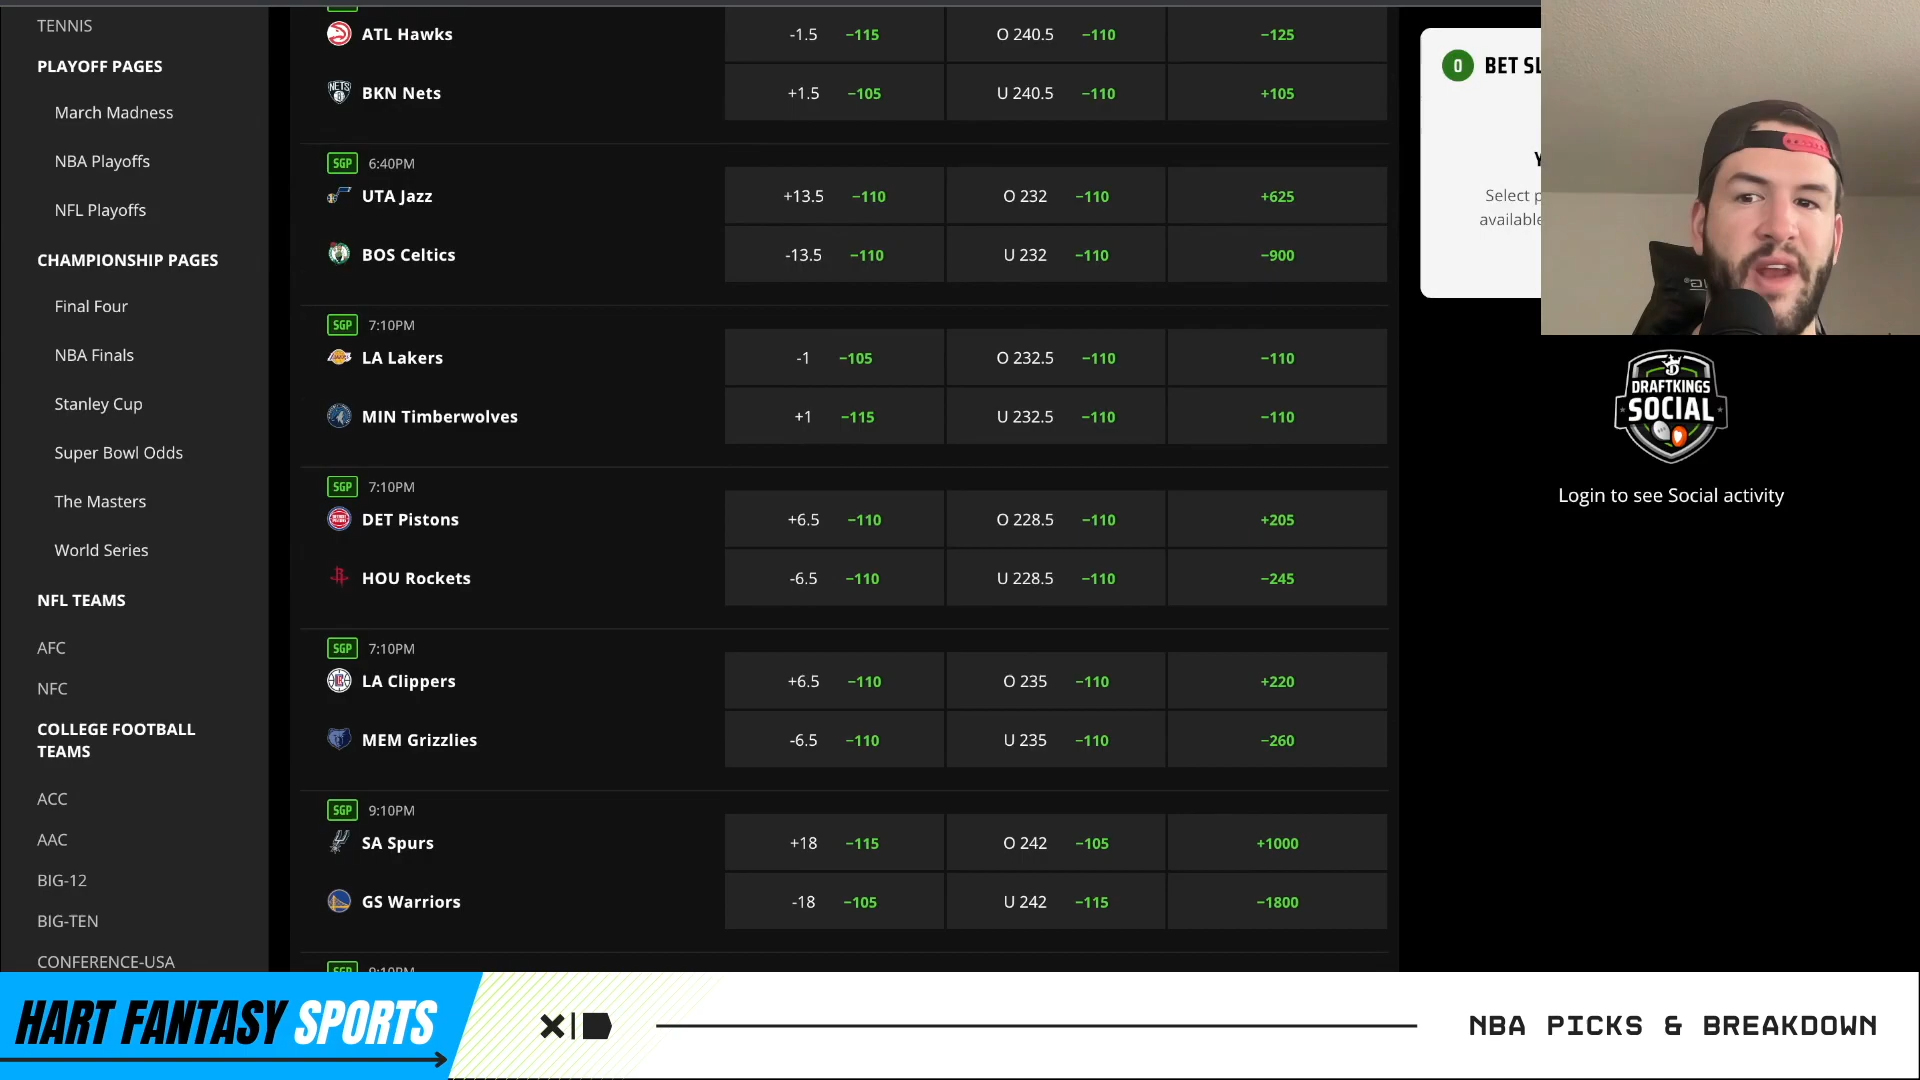 TENNIS
PLAYOFF PAGES
March Madness
NBA Playoffs
NFL Playoffs
CHAMPIONSHIP PAGES
Final Four
NBA Finals
Stanley Cup
Super Bowl Odds
The Masters
World Series
NFL TEAMS
AFC
NFC
COLLEGE FOOTBALL
TEAMS
ACC
AAC
BIG-12
BIG-TEN
CONFERENCE-USA
ATL Hawks -1.5 −115 O 240.5 −110 −125
BKN Nets +1.5 −105 U 240.5 −110 +105
SGP 6:40PM
UTA Jazz +13.5 −110 O 232 −110 +625
BOS Celtics -13.5 −110 U 232 −110 −900
SGP 7:10PM
LA Lakers -1 −105 O 232.5 −110 −110
MIN Timberwolves +1 −115 U 232.5 −110 −110
SGP 7:10PM
DET Pistons +6.5 −110 O 228.5 −110 +205
HOU Rockets -6.5 −110 U 228.5 −110 −245
SGP 7:10PM
LA Clippers +6.5 −110 O 235 −110 +220
MEM Grizzlies -6.5 −110 U 235 −110 −260
SGP 9:10PM
SA Spurs +18 −115 O 242 −105 +1000
GS Warriors -18 −105 U 242 −115 −1800
SGP 9:10PM
0 BET SL
Y
Select p
available
DRAFTKINGS
SOCIAL
Login to see Social activity
HART FANTASY SPORTS
NBA PICKS & BREAKDOWN